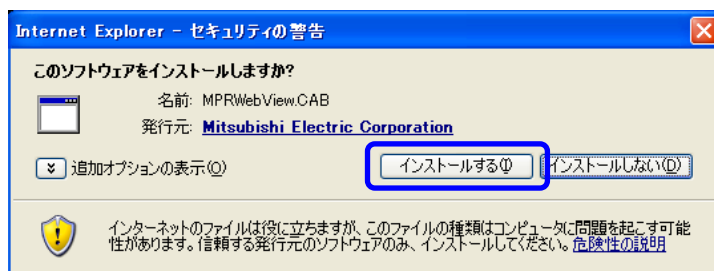 Internet Explorer - セキュリティの警告
このソフトウェアをインストールしますか?
名前: MPRWebView.CAB
発行元: Mitsubishi Electric Corporation
追加オプションの表示(O)
インストールする(I)
インストールしない(D)
インターネットのファイルは役に立ちますが、このファイルの種類はコンピュータに問題を起こす可能
性があります。信頼する発行元のソフトウェアのみ、インストールしてください。危険性の説明